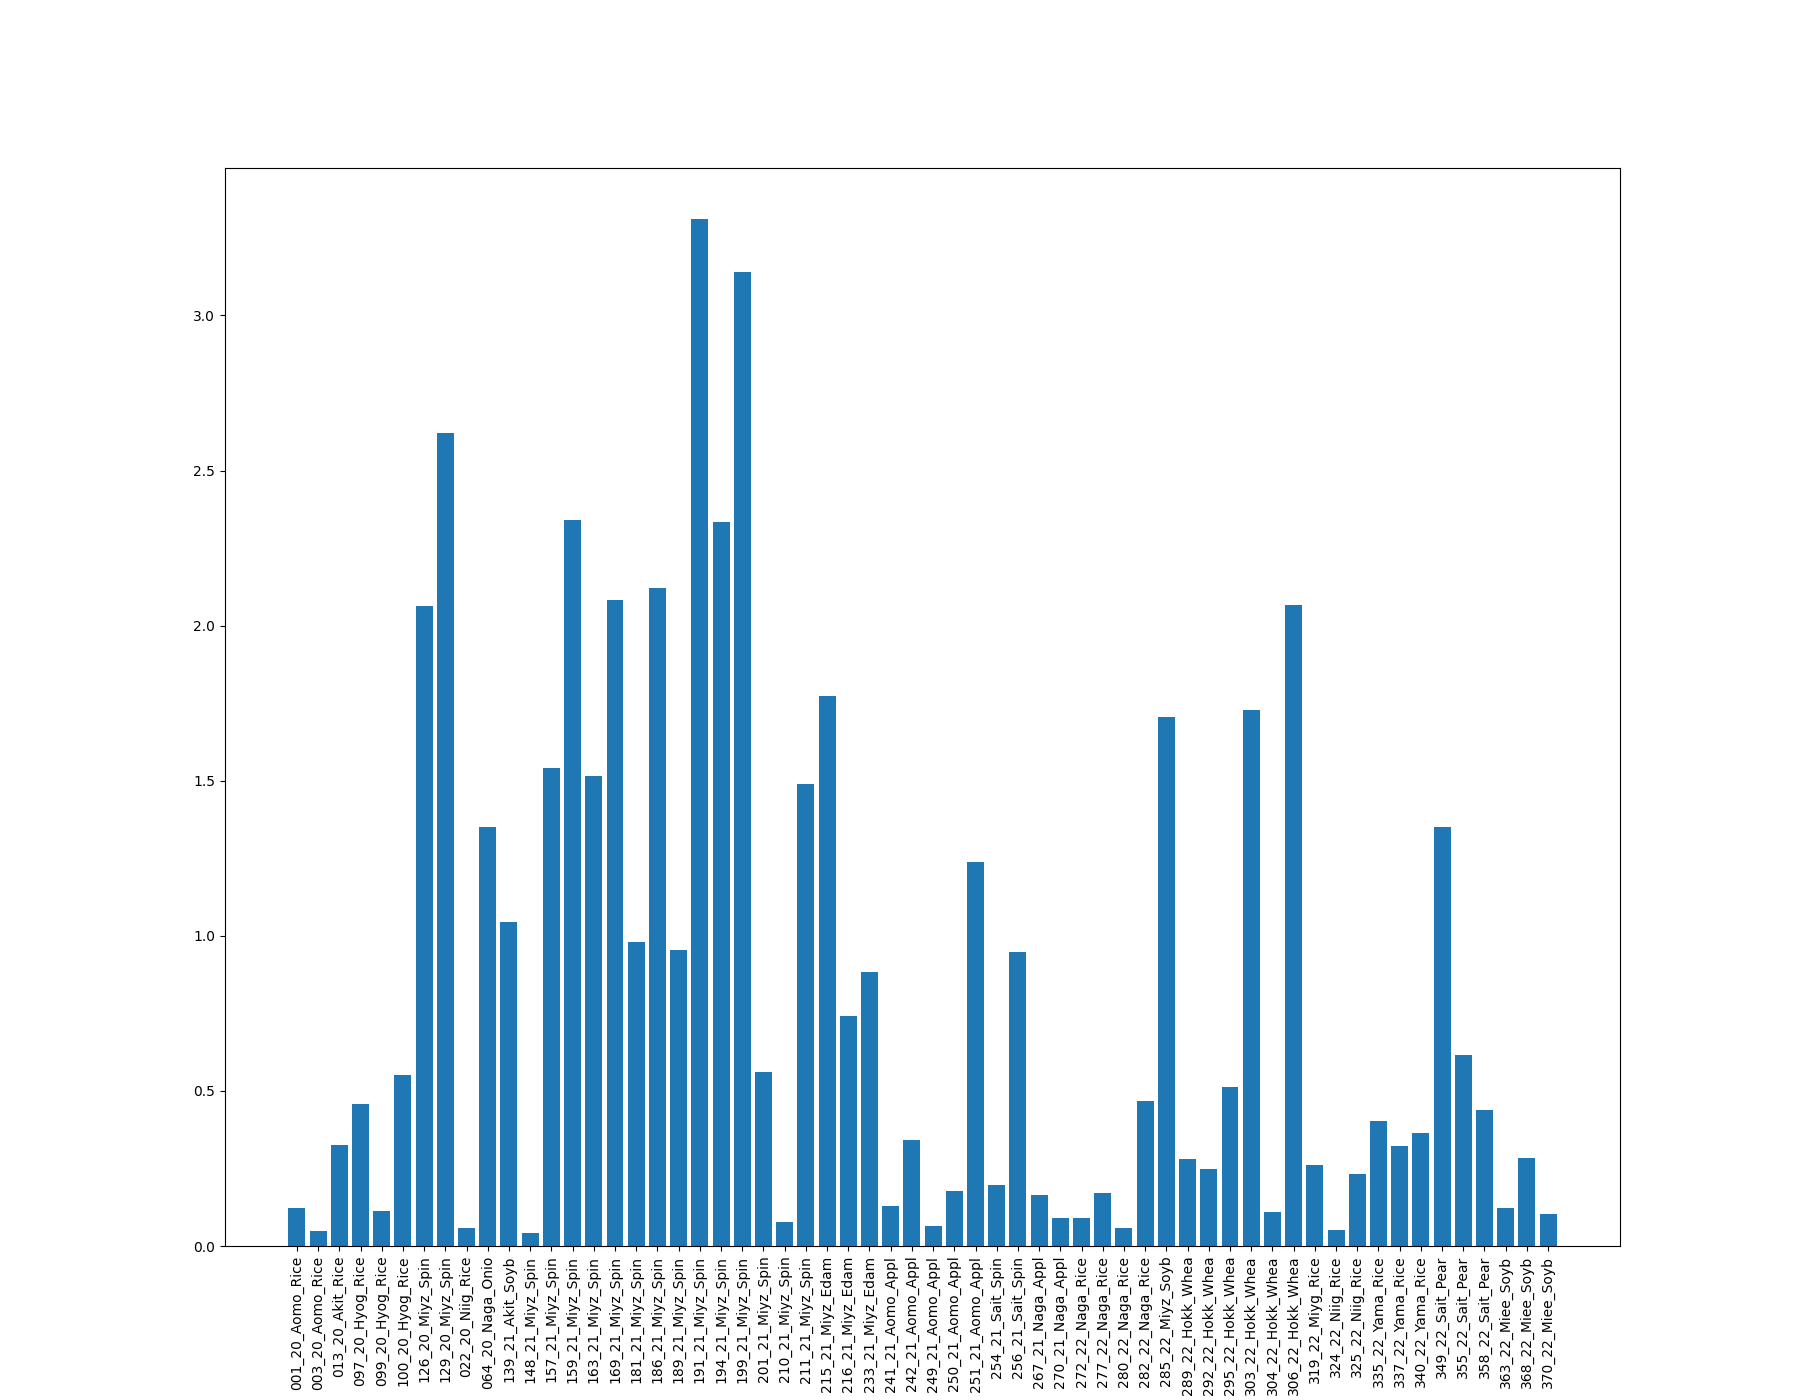 3.0
2.5
2.0
1.5
1.0
0.5
0.0
001_20_Aomo_Rice
003_20_Aomo_Rice
013_20_Akit_Rice
097_20_Hyog_Rice
099_20_Hyog_Rice
100_20_Hyog_Rice
126_20_Miyz_Spin
129_20_Miyz_Spin
022_20_Niig_Rice
064_20_Naga_Onio
139_21_Akit_Soyb
148_21_Miyz_Spin
157_21_Miyz_Spin
159_21_Miyz_Spin
163_21_Miyz_Spin
169_21_Miyz_Spin
181_21_Miyz_Spin
186_21_Miyz_Spin
189_21_Miyz_Spin
191_21_Miyz_Spin
194_21_Miyz_Spin
199_21_Miyz_Spin
201_21_Miyz_Spin
210_21_Miyz_Spin
211_21_Miyz_Spin
215_21_Miyz_Edam
216_21_Miyz_Edam
233_21_Miyz_Edam
241_21_Aomo_Appl
242_21_Aomo_Appl
249_21_Aomo_Appl
250_21_Aomo_Appl
251_21_Aomo_Appl
254_21_Sait_Spin
256_21_Sait_Spin
267_21_Naga_Appl
270_21_Naga_Appl
272_22_Naga_Rice
277_22_Naga_Rice
280_22_Naga_Rice
282_22_Naga_Rice
285_22_Miyz_Soyb
289_22_Hokk_Whea
292_22_Hokk_Whea
295_22_Hokk_Whea
303_22_Hokk_Whea
304_22_Hokk_Whea
306_22_Hokk_Whea
319_22_Miyg_Rice
324_22_Niig_Rice
325_22_Niig_Rice
335_22_Yama_Rice
337_22_Yama_Rice
340_22_Yama_Rice
349_22_Sait_Pear
355_22_Sait_Pear
358_22_Sait_Pear
363_22_Miee_Soyb
368_22_Miee_Soyb
370_22_Miee_Soyb